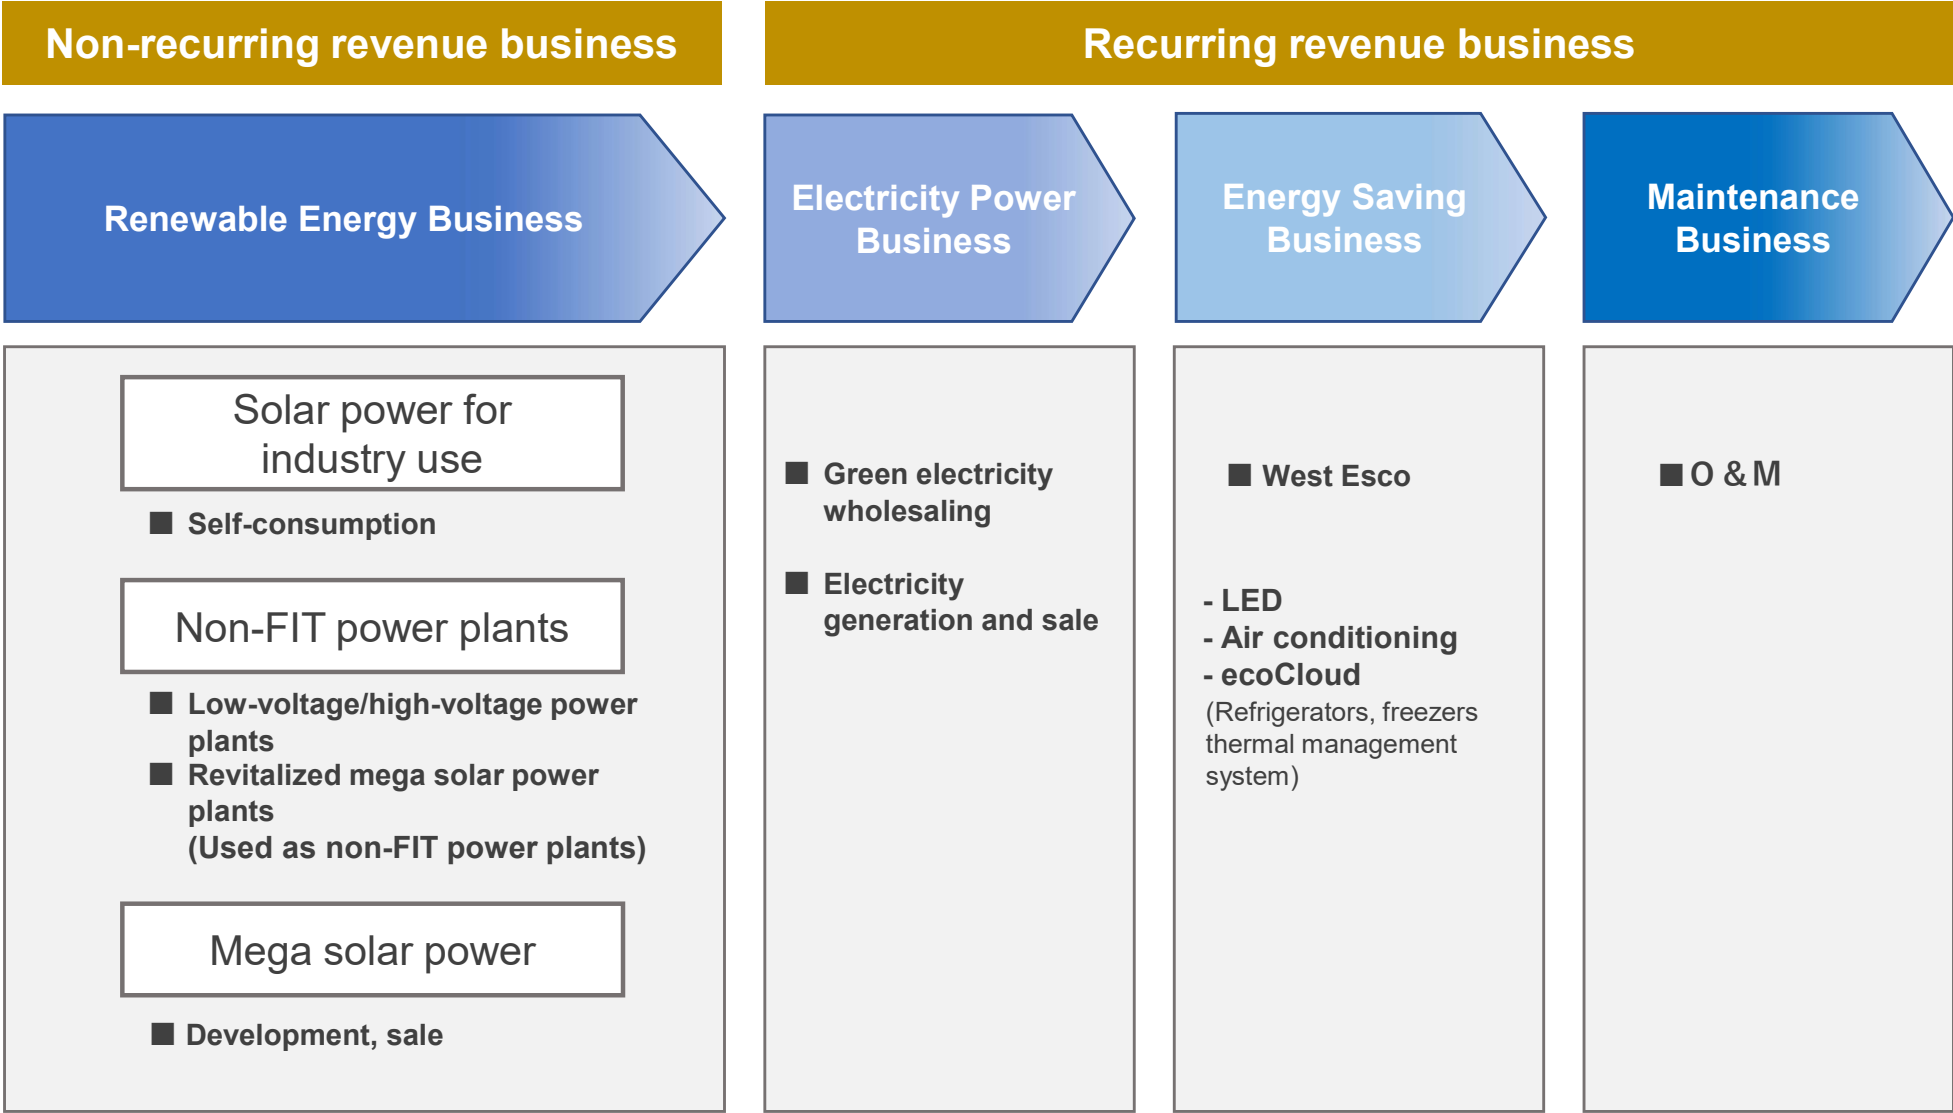 Non-recurring revenue business
Recurring revenue business
Renewable Energy Business
Electricity Power
Business
Energy Saving
Business
Maintenance
Business
Solar power for
industry use
■ Self-consumption
Non-FIT power plants
■ Low-voltage/high-voltage power
plants
■ Revitalized mega solar power
plants
(Used as non-FIT power plants)
Mega solar power
■ Development, sale
■ Green electricity
wholesaling
■ Electricity
generation and sale
■ West Esco
- LED
- Air conditioning
- ecoCloud
(Refrigerators, freezers
thermal management
system)
■ O & M